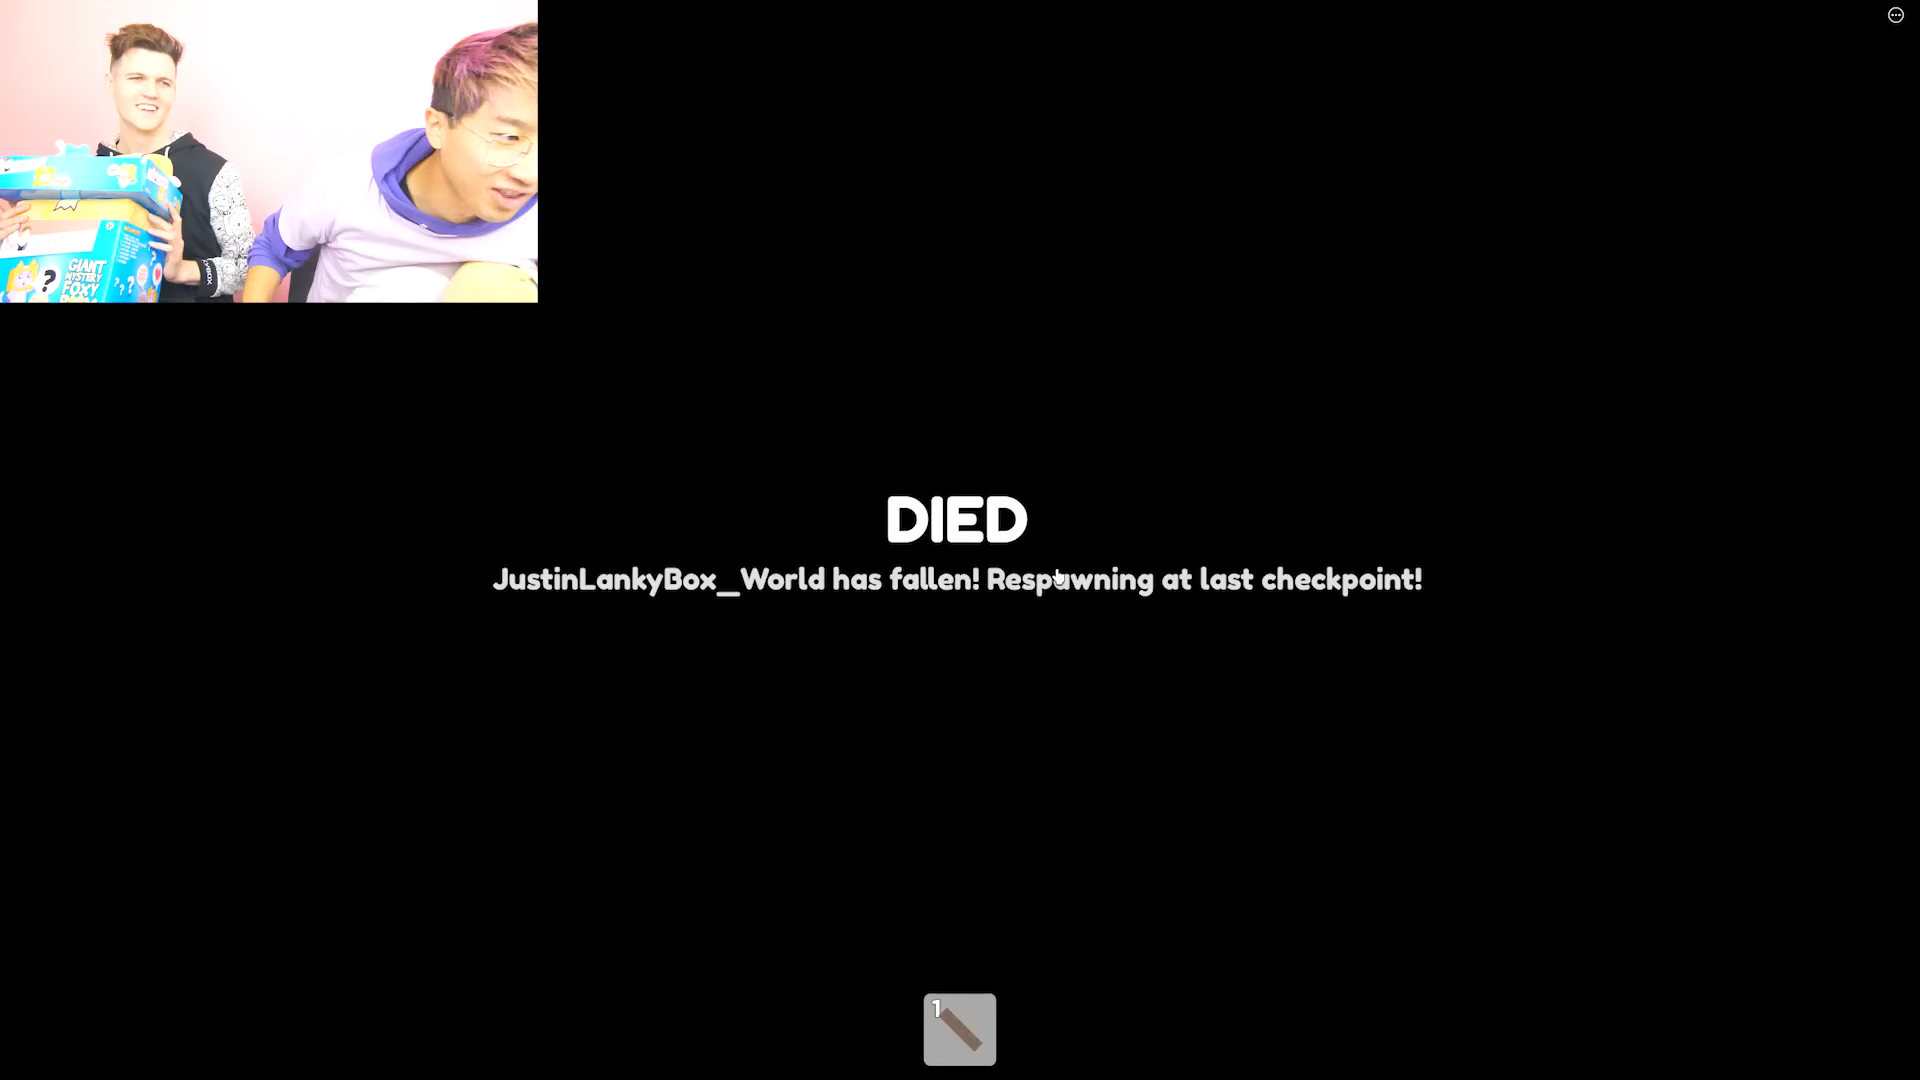 GIANT
MYSTERY
FOXY
?
DIED
JustinLankyBox_World has fallen! Respawning at last checkpoint!
1